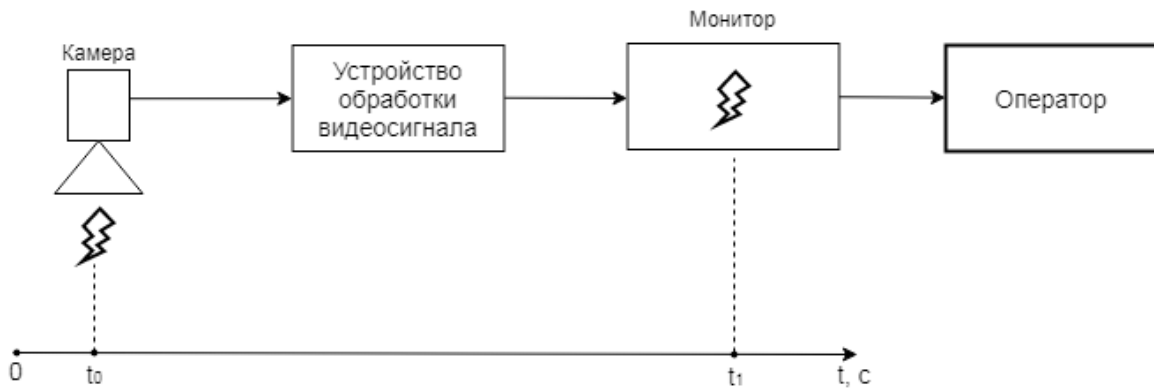 Монитор
Камера
Устройство
обработки
видеосигнала
Оператор
0
t₀
t₁
t, с